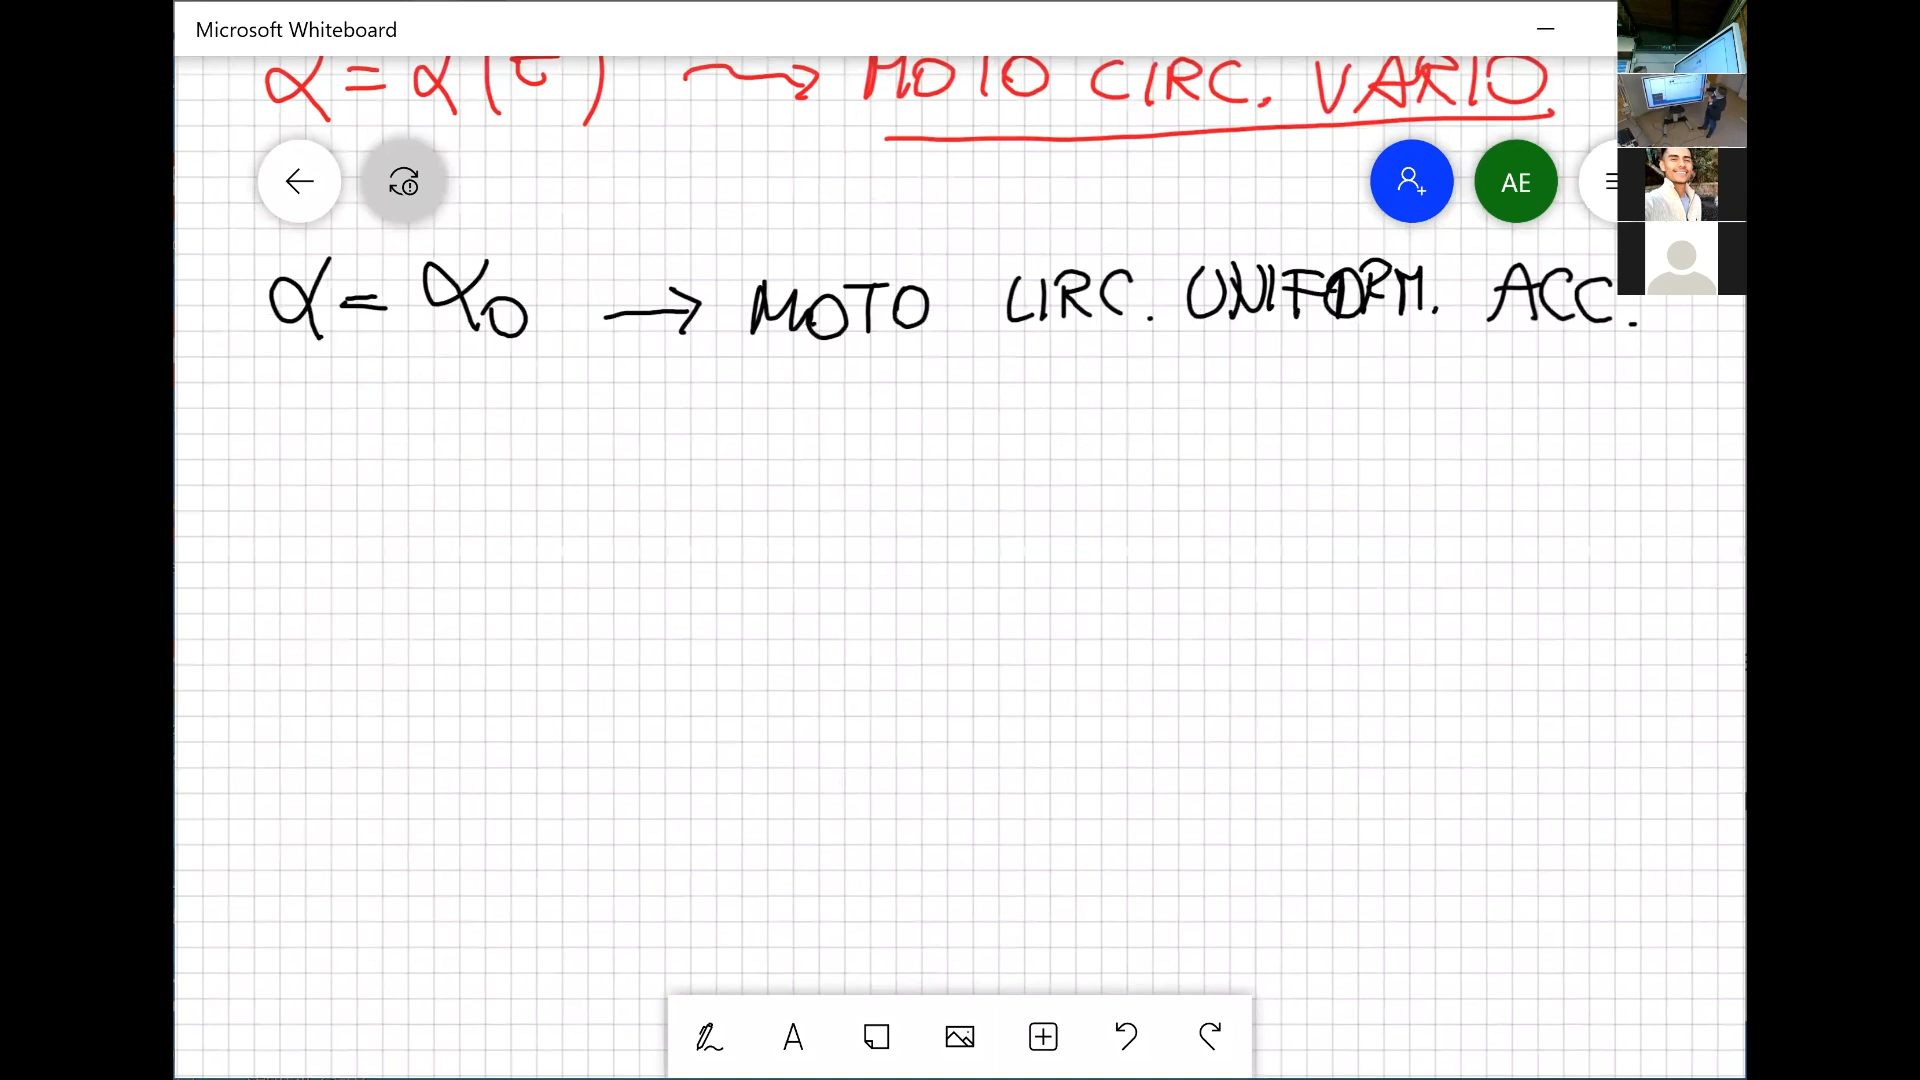 Microsoft Whiteboard
α = α(t) ⇝ MOTO CIRC. VARIO.
AE
α = α₀ → MOTO CIRC. UNIFORM. ACC.